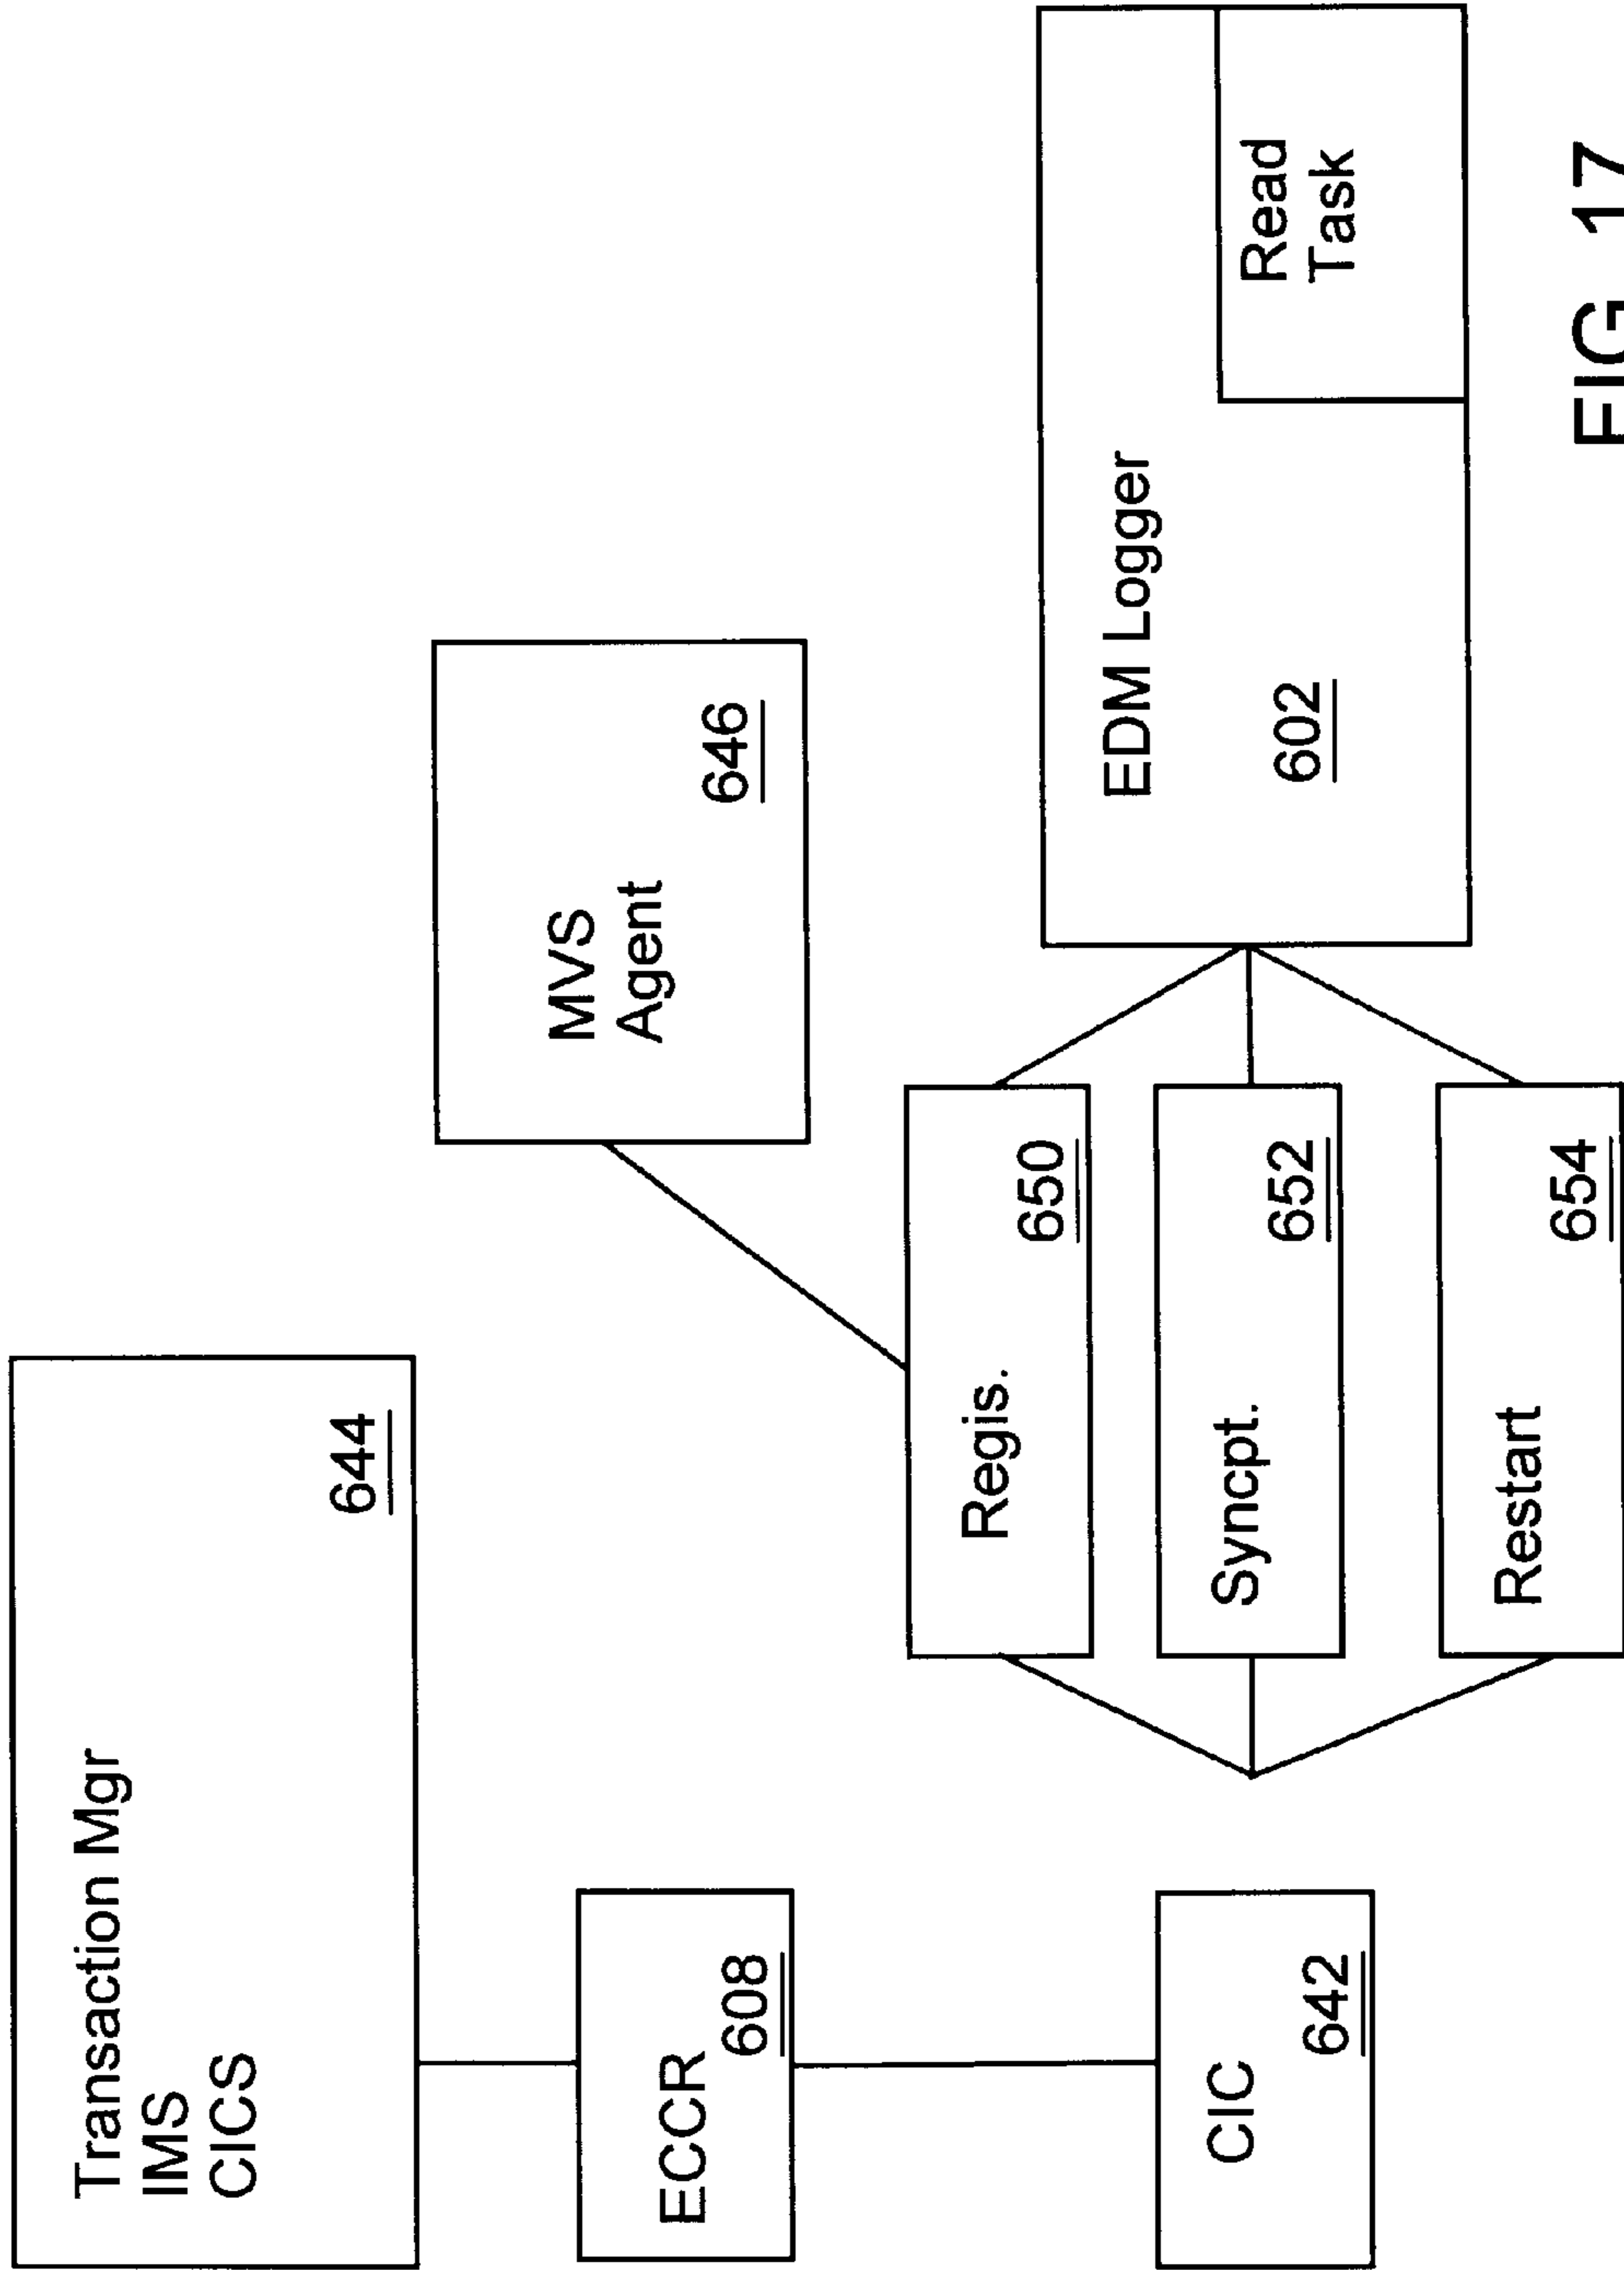 Transaction Mgr
IMS
CICS
644
ECCR
608
CIC
642
MVS
Agent
646
Regis.
650
Syncpt.
652
Restart
654
EDM Logger
602
Read
Task
FIG 17